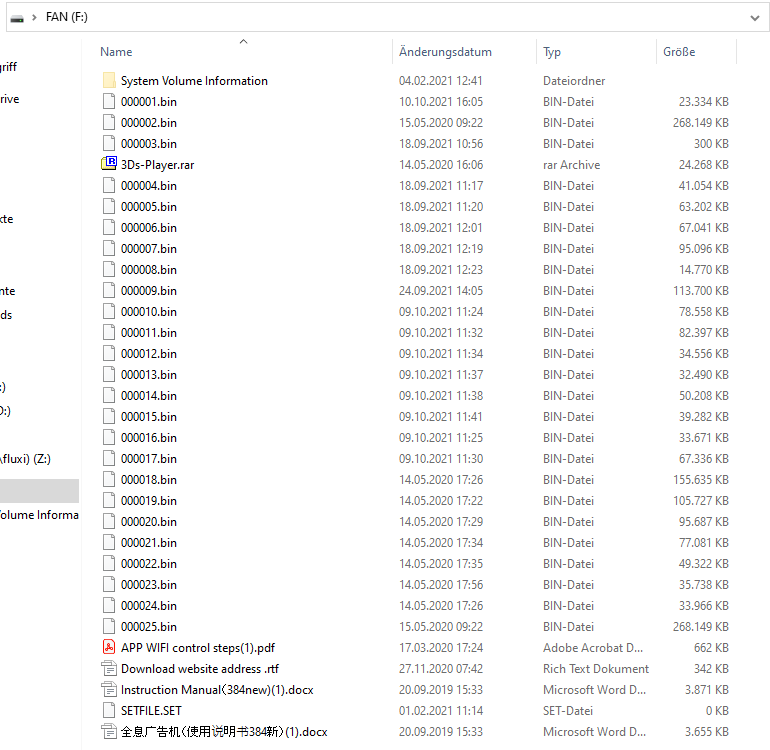 FAN (F:)
Name Änderungsdatum Typ Größe
System Volume Information 04.02.2021 12:41 Dateiordner
000001.bin 10.10.2021 16:05 BIN-Datei 23.334 KB
000002.bin 15.05.2020 09:22 BIN-Datei 268.149 KB
000003.bin 18.09.2021 10:56 BIN-Datei 300 KB
3Ds-Player.rar 14.05.2020 16:06 rar Archive 24.268 KB
000004.bin 18.09.2021 11:17 BIN-Datei 41.054 KB
000005.bin 18.09.2021 11:20 BIN-Datei 63.202 KB
000006.bin 18.09.2021 12:01 BIN-Datei 67.041 KB
000007.bin 18.09.2021 12:19 BIN-Datei 95.096 KB
000008.bin 18.09.2021 12:23 BIN-Datei 14.770 KB
000009.bin 24.09.2021 14:05 BIN-Datei 113.700 KB
000010.bin 09.10.2021 11:24 BIN-Datei 78.558 KB
000011.bin 09.10.2021 11:32 BIN-Datei 82.397 KB
000012.bin 09.10.2021 11:34 BIN-Datei 34.556 KB
000013.bin 09.10.2021 11:37 BIN-Datei 32.490 KB
000014.bin 09.10.2021 11:38 BIN-Datei 50.208 KB
000015.bin 09.10.2021 11:41 BIN-Datei 39.282 KB
000016.bin 09.10.2021 11:25 BIN-Datei 33.671 KB
000017.bin 09.10.2021 11:30 BIN-Datei 67.336 KB
000018.bin 14.05.2020 17:26 BIN-Datei 155.635 KB
000019.bin 14.05.2020 17:22 BIN-Datei 105.727 KB
000020.bin 14.05.2020 17:29 BIN-Datei 95.687 KB
000021.bin 14.05.2020 17:34 BIN-Datei 77.081 KB
000022.bin 14.05.2020 17:35 BIN-Datei 49.322 KB
000023.bin 14.05.2020 17:56 BIN-Datei 35.738 KB
000024.bin 14.05.2020 17:26 BIN-Datei 33.966 KB
000025.bin 15.05.2020 09:22 BIN-Datei 268.149 KB
APP WIFI control steps(1).pdf 17.03.2020 17:24 Adobe Acrobat D... 662 KB
Download website address .rtf 27.11.2020 07:42 Rich Text Dokument 342 KB
Instruction Manual(384new)(1).docx 20.09.2019 15:33 Microsoft Word D... 3.871 KB
SETFILE.SET 01.02.2021 11:14 SET-Datei 0 KB
全息广告机(使用说明书384新)(1).docx 20.09.2019 15:33 Microsoft Word D... 3.655 KB
riff
rive
kte
nte
ds
:)
D:)
\fluxi) (Z:)
olume Informa